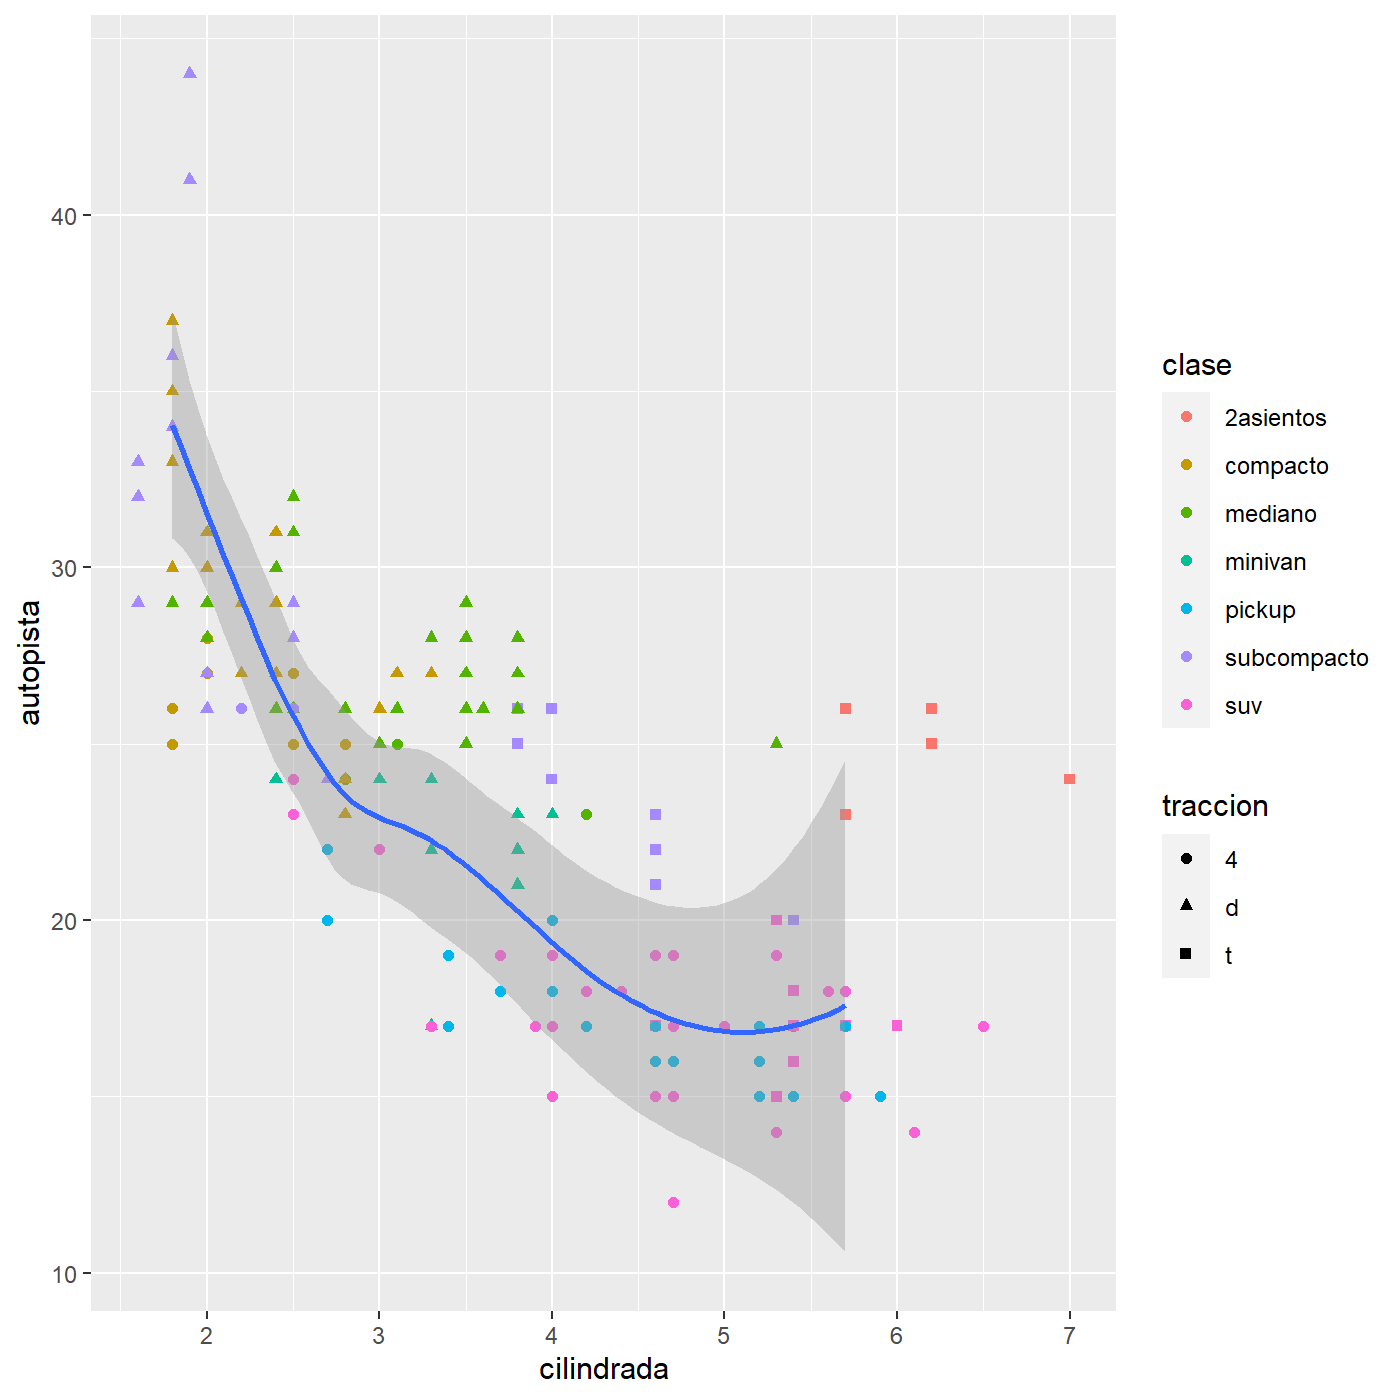 autopista
40
30
20
10
2 3 4 5 6 7
cilindrada
clase
2asientos
compacto
mediano
minivan
pickup
subcompacto
suv
traccion
4
d
t